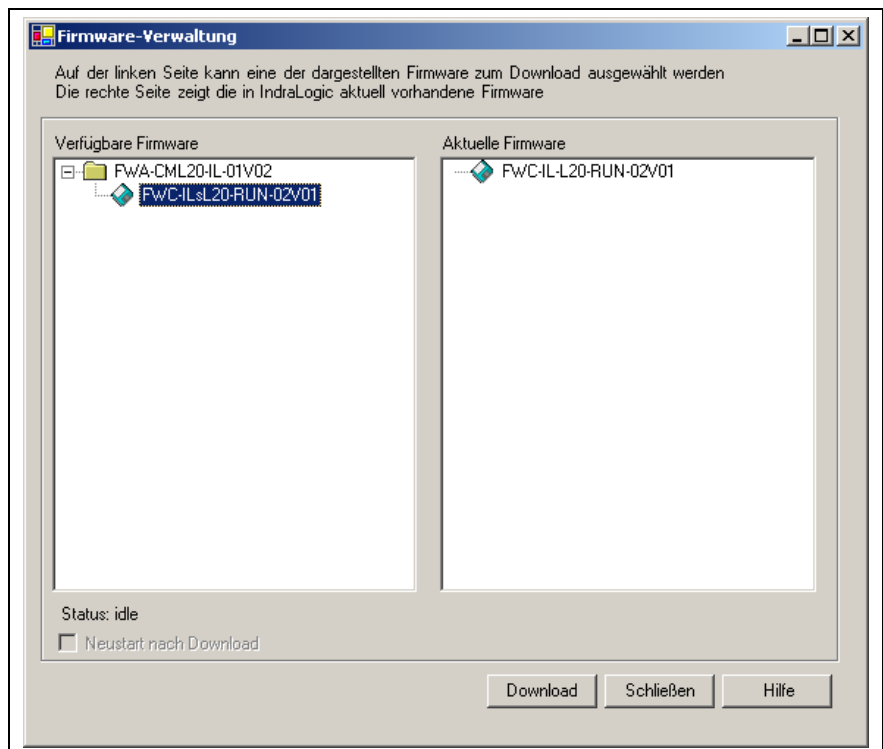 Firmware-Verwaltung
Auf der linken Seite kann eine der dargestellten Firmware zum Download ausgewählt werden
Die rechte Seite zeigt die in IndraLogic aktuell vorhandene Firmware
Verfügbare Firmware
FWA-CML20-IL-01V02
FWC-ILsL20-RUN-02V01
Aktuelle Firmware
FWC-IL-L20-RUN-02V01
Status: idle
Neustart nach Download
Download
Schließen
Hilfe